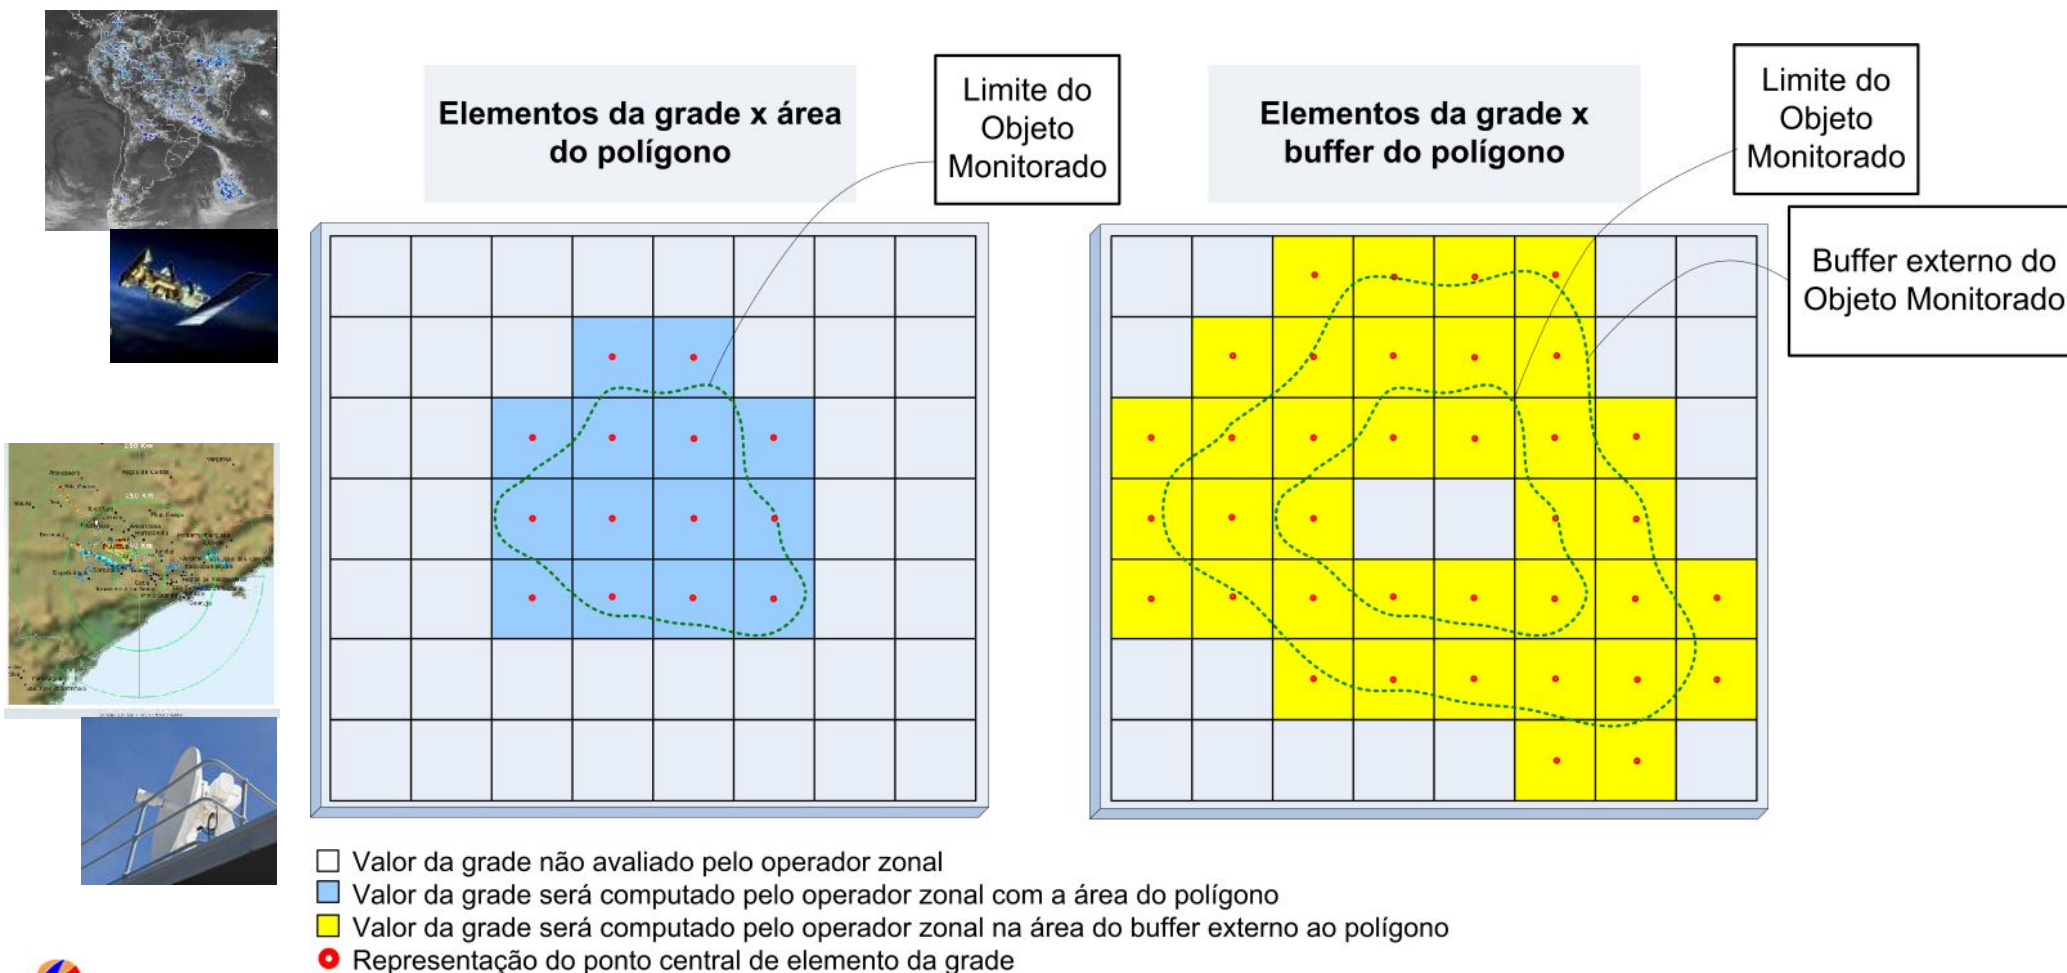 Elementos da grade x área
do polígono
Limite do
Objeto
Monitorado
Elementos da grade x
buffer do polígono
Limite do
Objeto
Monitorado
Buffer externo do
Objeto Monitorado
Valor da grade não avaliado pelo operador zonal
Valor da grade será computado pelo operador zonal com a área do polígono
Valor da grade será computado pelo operador zonal na área do buffer externo ao polígono
Representação do ponto central de elemento da grade